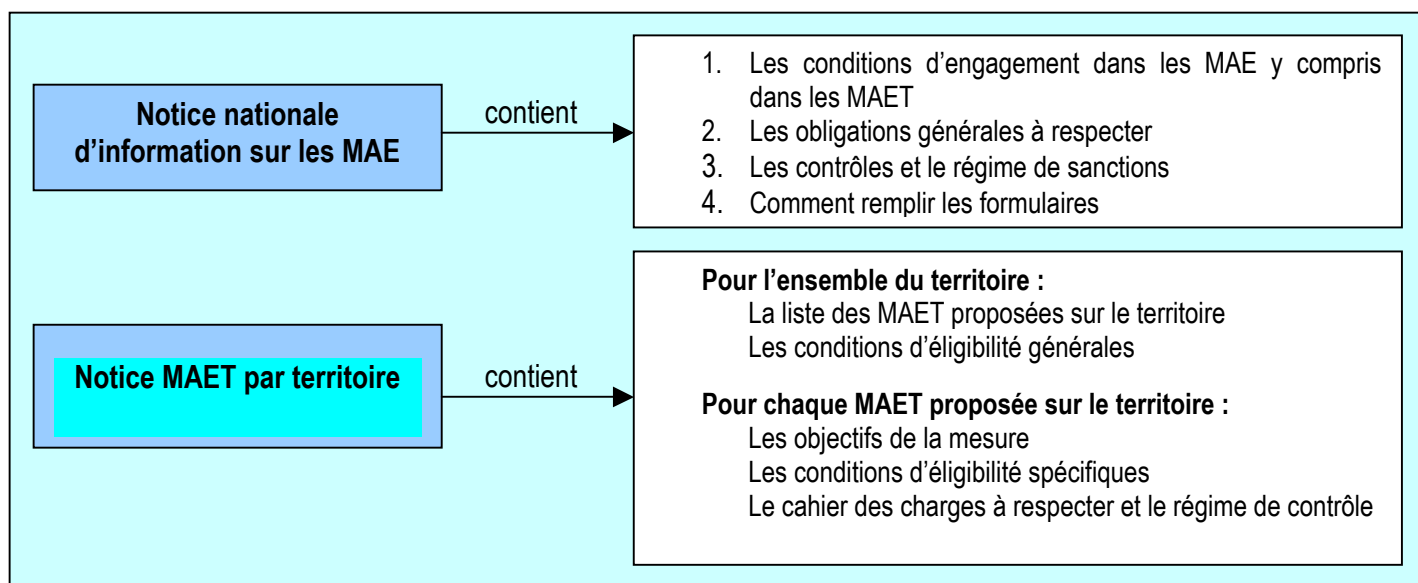 Notice nationale
d’information sur les MAE
contient
1. Les conditions d’engagement dans les MAE y compris
dans les MAET
2. Les obligations générales à respecter
3. Les contrôles et le régime de sanctions
4. Comment remplir les formulaires
Notice MAET par territoire
contient
Pour l’ensemble du territoire :
La liste des MAET proposées sur le territoire
Les conditions d’éligibilité générales
Pour chaque MAET proposée sur le territoire :
Les objectifs de la mesure
Les conditions d’éligibilité spécifiques
Le cahier des charges à respecter et le régime de contrôle